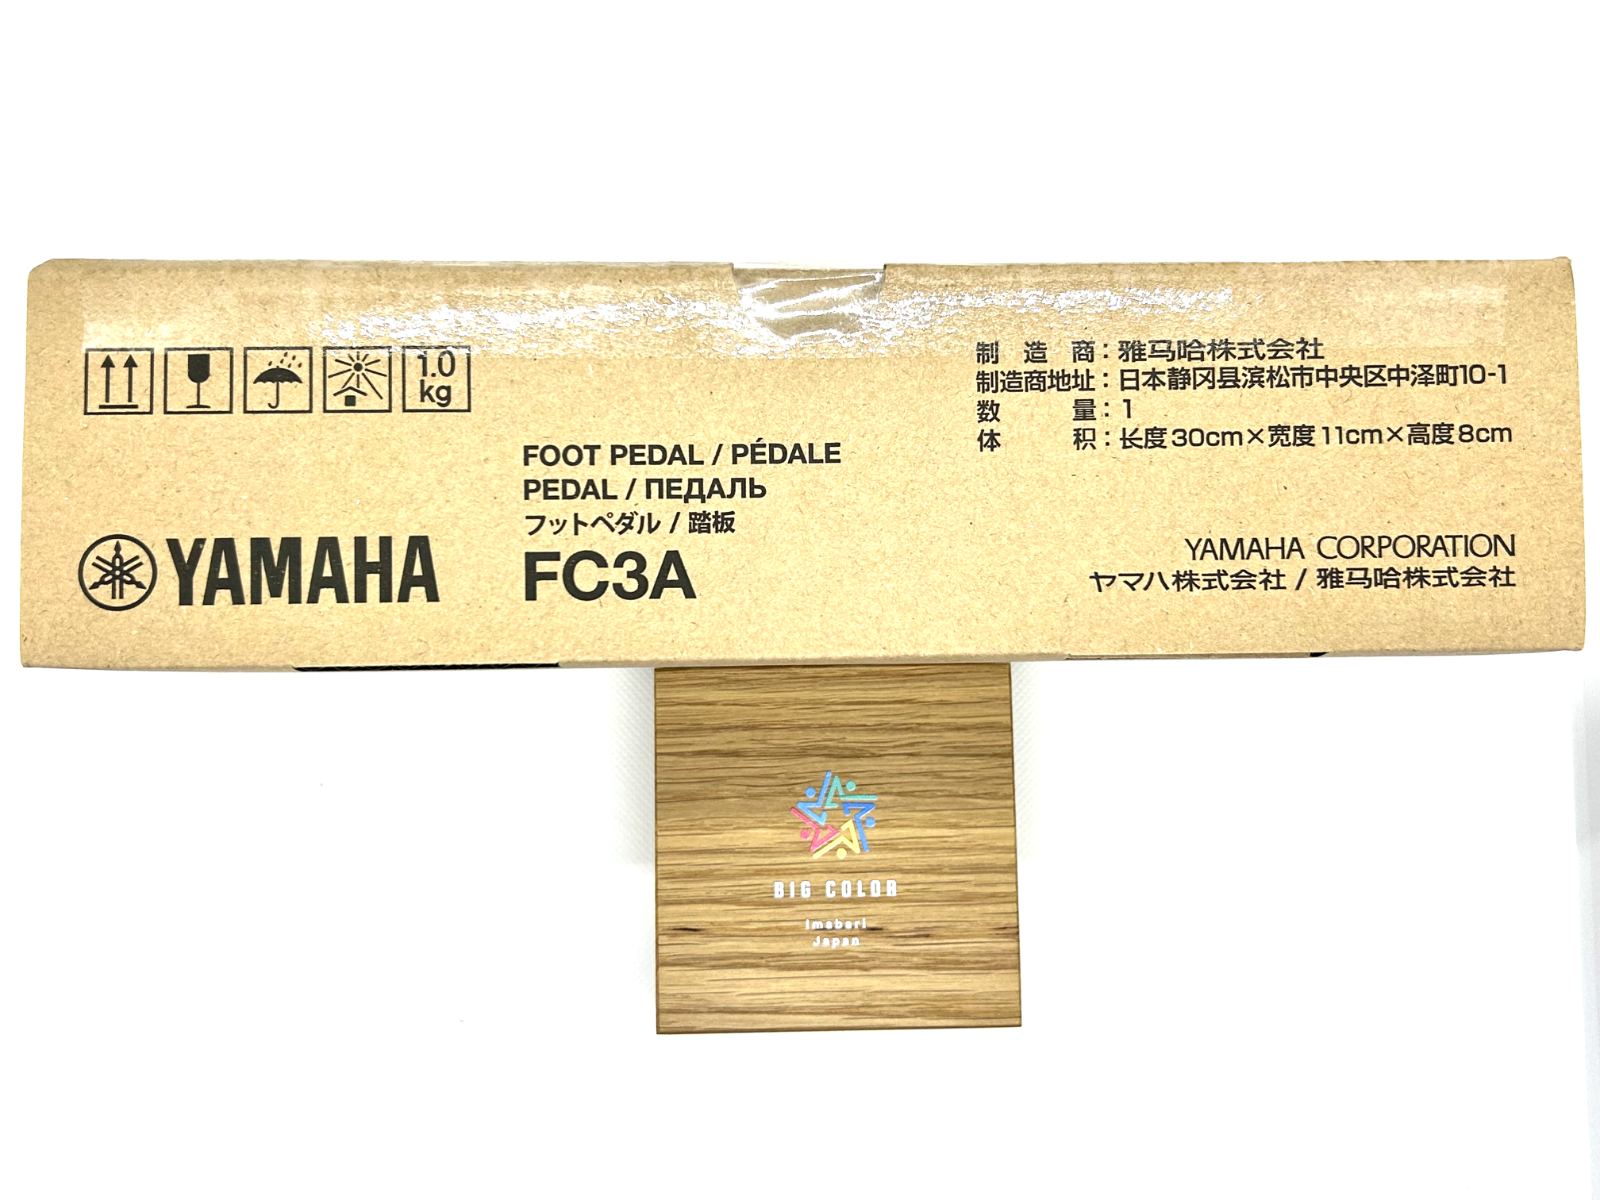 1.0
kg
制造商：雅马哈株式会社
制造商地址：日本静冈县滨松市中央区中泽町10-1
数量：1
体积：长度30cm×宽度11cm×高度8cm
FOOT PEDAL / PÉDALE
PEDAL / ПЕДАЛЬ
フットペダル / 踏板
YAMAHA FC3A
YAMAHA CORPORATION
ヤマハ株式会社 / 雅马哈株式会社
BIG COLOR
Imabari
Japan